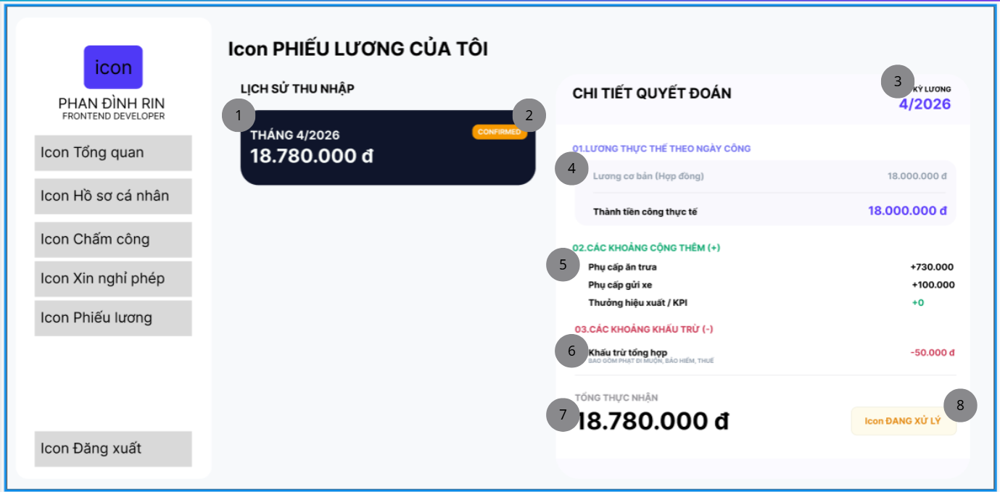 icon
PHAN ĐÌNH RIN
FRONTEND DEVELOPER
Icon Tổng quan
Icon Hồ sơ cá nhân
Icon Chấm công
Icon Xin nghỉ phép
Icon Phiếu lương
Icon Đăng xuất
Icon PHIẾU LƯƠNG CỦA TÔI
LỊCH SỬ THU NHẬP
1
2
THÁNG 4/2026
CONFIRMED
18.780.000 đ
CHI TIẾT QUYẾT ĐOÁN
3
KỲ LƯƠNG
4/2026
01.LƯƠNG THỰC THẾ THEO NGÀY CÔNG
4
Lương cơ bản (Hợp đồng) 18.000.000 đ
Thành tiền công thực tế 18.000.000 đ
02.CÁC KHOẢNG CỘNG THÊM (+)
5
Phụ cấp ăn trưa +730.000
Phụ cấp gửi xe +100.000
Thưởng hiệu xuất / KPI +0
03.CÁC KHOẢNG KHẤU TRỪ (-)
6
Khấu trừ tổng hợp -50.000 đ
BAO GỒM PHẠT ĐI MUỘN, BẢO HIỂM, THUẾ
TỔNG THỰC NHẬN
7
18.780.000 đ
8
Icon ĐANG XỬ LÝ